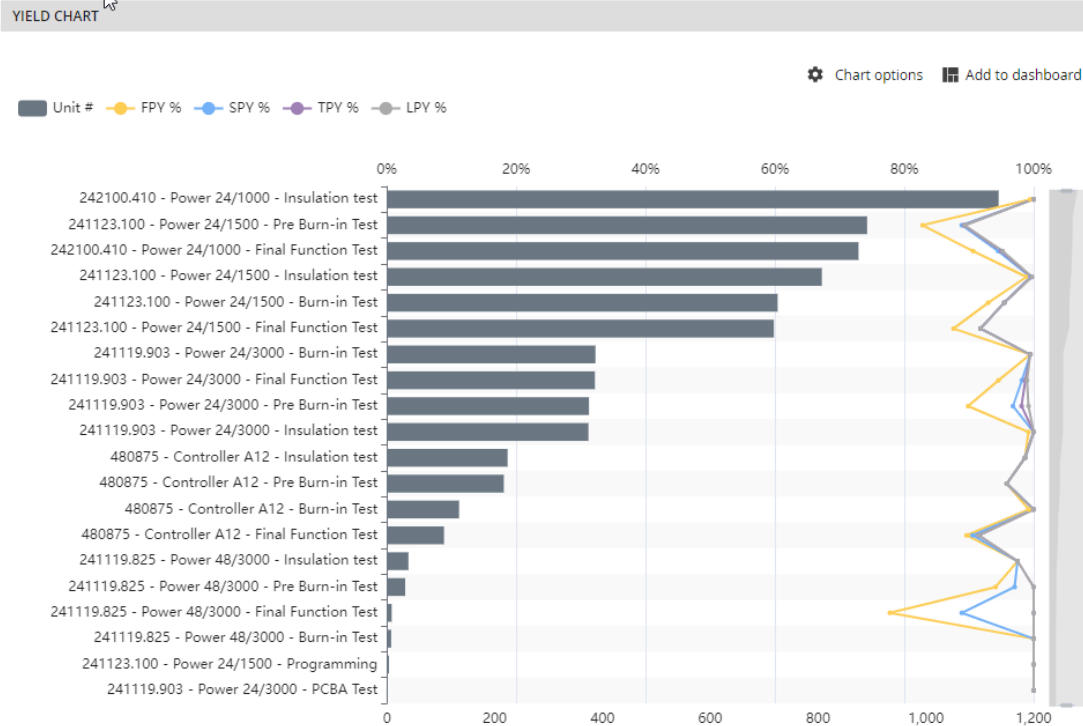 YIELD CHART
Chart options
Add to dashboard
Unit #
FPY %
SPY %
TPY %
LPY %
0% 20% 40% 60% 80% 100%
242100.410 - Power 24/1000 - Insulation test
241123.100 - Power 24/1500 - Pre Burn-in Test
242100.410 - Power 24/1000 - Final Function Test
241123.100 - Power 24/1500 - Insulation test
241123.100 - Power 24/1500 - Burn-in Test
241123.100 - Power 24/1500 - Final Function Test
241119.903 - Power 24/3000 - Burn-in Test
241119.903 - Power 24/3000 - Final Function Test
241119.903 - Power 24/3000 - Pre Burn-in Test
241119.903 - Power 24/3000 - Insulation test
480875 - Controller A12 - Insulation test
480875 - Controller A12 - Pre Burn-in Test
480875 - Controller A12 - Burn-in Test
480875 - Controller A12 - Final Function Test
241119.825 - Power 48/3000 - Insulation test
241119.825 - Power 48/3000 - Pre Burn-in Test
241119.825 - Power 48/3000 - Final Function Test
241119.825 - Power 48/3000 - Burn-in Test
241123.100 - Power 24/1500 - Programming
241119.903 - Power 24/3000 - PCBA Test
0 200 400 600 800 1,000 1,200